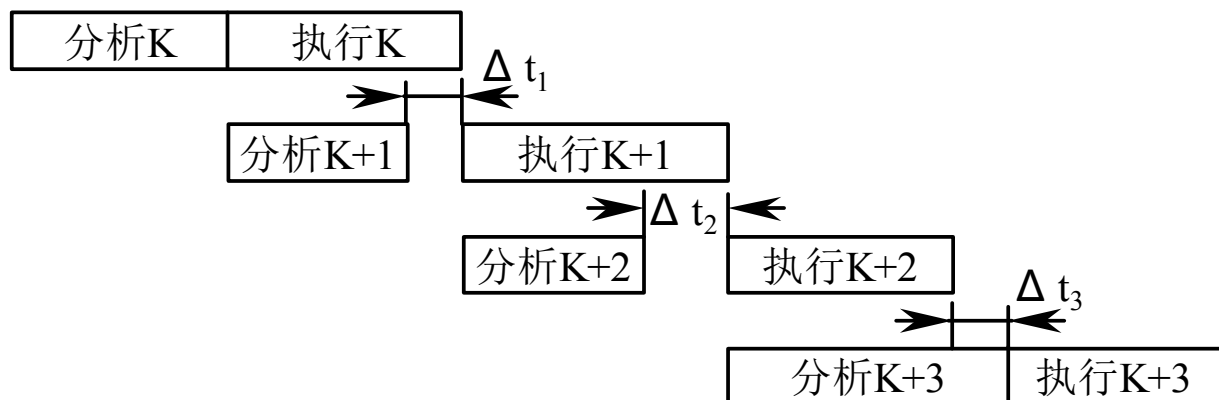 分析K 执行K
Δ t₁
分析K+1 执行K+1
Δ t₂
分析K+2 执行K+2
Δ t₃
分析K+3 执行K+3